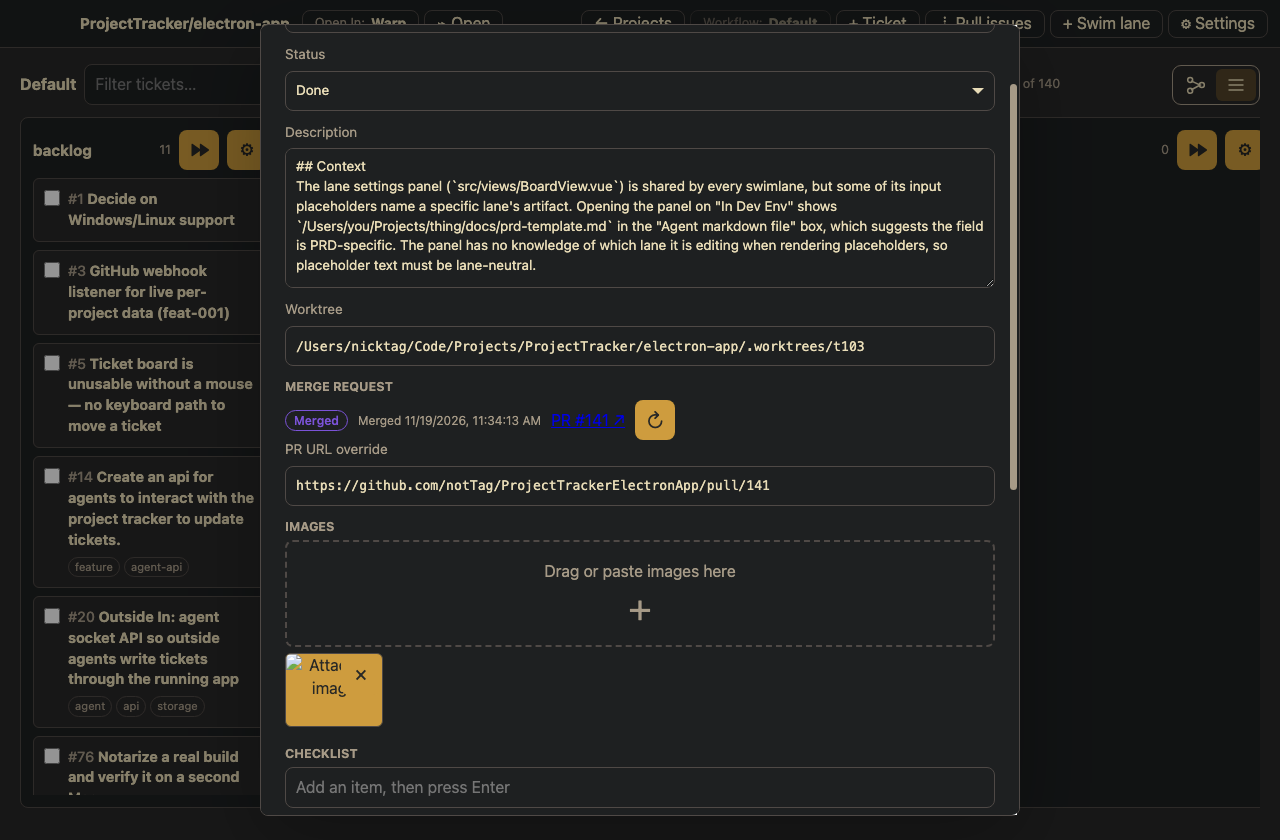 ProjectTracker/electron-app
Open In: Warp
Open
← Projects
Workflow: Default
+ Ticket
Pull issues
+ Swim lane
Settings
Default
Filter tickets...
of 140
backlog
11
0
#1 Decide on
Windows/Linux support
#3 GitHub webhook
listener for live per-
project data (feat-001)
#5 Ticket board is
unusable without a mouse
— no keyboard path to
move a ticket
#14 Create an api for
agents to interact with the
project tracker to update
tickets.
feature
agent-api
#20 Outside In: agent
socket API so outside
agents write tickets
through the running app
agent
api
storage
#76 Notarize a real build
and verify it on a second
Status
Done
Description
## Context
The lane settings panel (`src/views/BoardView.vue`) is shared by every swimlane, but some of its input
placeholders name a specific lane's artifact. Opening the panel on "In Dev Env" shows
`/Users/you/Projects/thing/docs/prd-template.md` in the "Agent markdown file" box, which suggests the field
is PRD-specific. The panel has no knowledge of which lane it is editing when rendering placeholders, so
placeholder text must be lane-neutral.
Worktree
/Users/nicktag/Code/Projects/ProjectTracker/electron-app/.worktrees/t103
MERGE REQUEST
Merged
Merged 11/19/2026, 11:34:13 AM
PR #141 ↗
PR URL override
https://github.com/notTag/ProjectTrackerElectronApp/pull/141
IMAGES
Drag or paste images here
+
×
CHECKLIST
Add an item, then press Enter